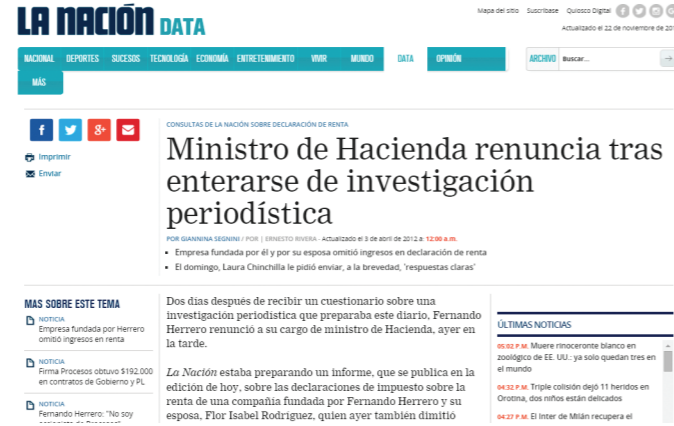 LA NACIÓN DATA
Mapa del sitio Suscríbase Quiosco Digital
Actualizado el 22 de noviembre de 201
NACIONAL DEPORTES SUCESOS TECNOLOGÍA ECONOMÍA ENTRETENIMIENTO VIVIR MUNDO DATA OPINIÓN
ARCHIVO Buscar...
MÁS
CONSULTAS DE LA NACIÓN SOBRE DECLARACIÓN DE RENTA
Imprimir
Enviar
Ministro de Hacienda renuncia tras
enterarse de investigación
periodística
POR GIANNINA SEGNINI / POR | ERNESTO RIVERA - Actualizado el 3 de abril de 2012 a: 12:00 a.m.
Empresa fundada por él y por su esposa omitió ingresos en declaración de renta
El domingo, Laura Chinchilla le pidió enviar, a la brevedad, 'respuestas claras'
MAS SOBRE ESTE TEMA
NOTICIA
Empresa fundada por Herrero
omitió ingresos en renta
NOTICIA
Firma Procesos obtuvo $192.000
en contratos de Gobierno y PL
NOTICIA
Fernando Herrero: "No soy
Dos días después de recibir un cuestionario sobre una
investigación periodística que preparaba este diario, Fernando
Herrero renunció a su cargo de ministro de Hacienda, ayer en
la tarde.
La Nación estaba preparando un informe, que se publica en la
edición de hoy, sobre las declaraciones de impuesto sobre la
renta de una compañía fundada por Fernando Herrero y su
esposa, Flor Isabel Rodríguez, quien ayer también dimitió
ÚLTIMAS NOTICIAS
05:02 P.M. Muere rinoceronte blanco en
zoológico de EE. UU.: ya solo quedan tres en
el mundo
04:32 P.M. Triple colisión dejó 11 heridos en
Orotina, dos niños están delicados
04:27 P.M. El Inter de Milán recupera el